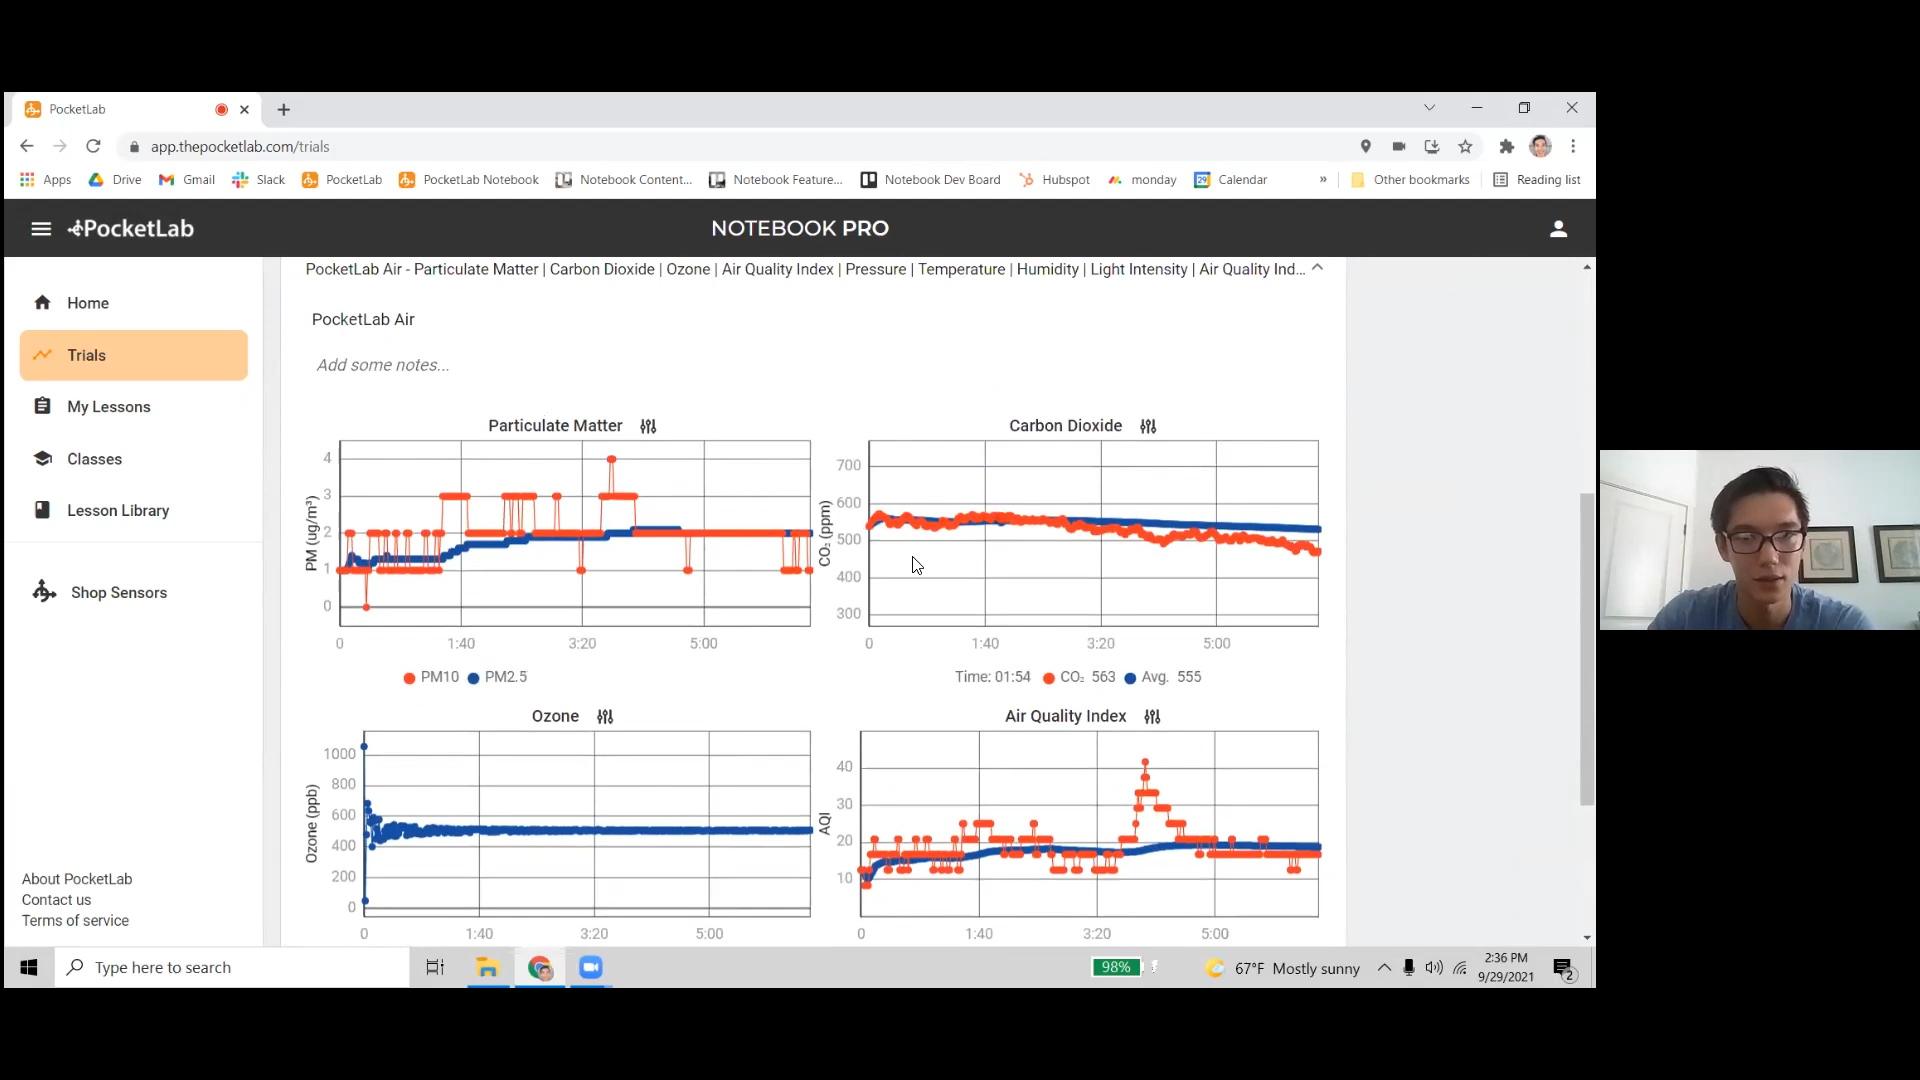 PocketLab
app.thepocketlab.com/trials
Apps Drive Gmail Slack PocketLab PocketLab Notebook Notebook Content... Notebook Feature... Notebook Dev Board Hubspot monday 29 Calendar » Other bookmarks Reading list
PocketLab NOTEBOOK PRO
Home
Trials
My Lessons
Classes
Lesson Library
Shop Sensors
About PocketLab
Contact us
Terms of service
PocketLab Air - Particulate Matter | Carbon Dioxide | Ozone | Air Quality Index | Pressure | Temperature | Humidity | Light Intensity | Air Quality Ind...
PocketLab Air
Add some notes...
Particulate Matter
PM (ug/m³)
4
3
2
1
0
0 1:40 3:20 5:00
PM10 PM2.5
Carbon Dioxide
CO₂ (ppm)
700
600
500
400
300
0 1:40 3:20 5:00
Time: 01:54 CO₂ 563 Avg. 555
Ozone
Ozone (ppb)
1000
800
600
400
200
0
0 1:40 3:20 5:00
Air Quality Index
AQI
40
30
20
10
0 1:40 3:20 5:00
Type here to search
98%
67°F Mostly sunny
2:36 PM
9/29/2021
2